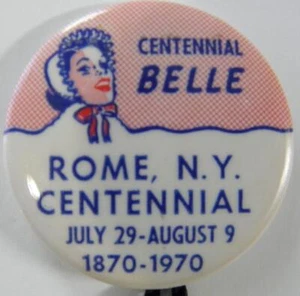 CENTENNIAL
BELLE
ROME, N.Y.
CENTENNIAL
JULY 29-AUGUST 9
1870-1970